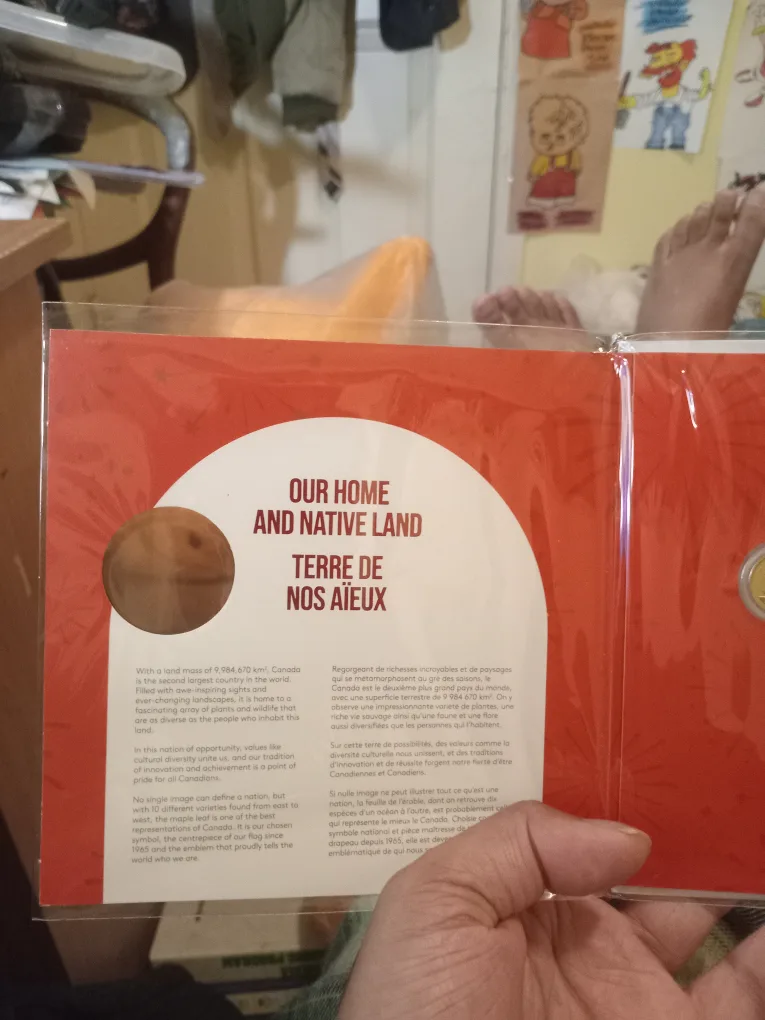 OUR HOME
AND NATIVE LAND
TERRE DE
NOS AÏEUX
With a land mass of 9,984,670 km², Canada
is the second largest country in the world.
Filled with awe-inspiring sights and
ever-changing landscapes, it is home to a
fascinating array of plants and wildlife that
are as diverse as the people who inhabit this
land.
In this nation of opportunity, values like
cultural diversity unite us, and our tradition
of innovation and achievement is a point of
pride for all Canadians.
No single image can define a nation, but
with 10 different varieties found from east to
west, the maple leaf is one of the best
representations of Canada. It is our chosen
symbol, the centrepiece of our flag since
1965 and the emblem that proudly tells the
world who we are.
Regorgeant de richesses incroyables et de paysages
qui se métamorphosent au gré des saisons, le
Canada est le deuxième plus grand pays du monde,
avec une superficie terrestre de 9 984 670 km². On y
observe une impressionnante variété de plantes, une
riche vie sauvage ainsi qu'une faune et une flore
aussi diversifiées que les personnes qui l'habitent.
Sur cette terre de possibilités, des valeurs comme la
diversité culturelle nous unissent, et des traditions
d'innovation et de réussite forgent notre fierté d'être
Canadiennes et Canadiens.
Si nulle image ne peut illustrer tout ce qu'est une
nation, la feuille de l'érable, dont on retrouve dix
espèces d'un océan à l'autre, est probablement
qui représente le mieux le Canada. Choisie
symbole national et pièce maîtresse de
drapeau depuis 1965, elle est
emblématique de qui nous